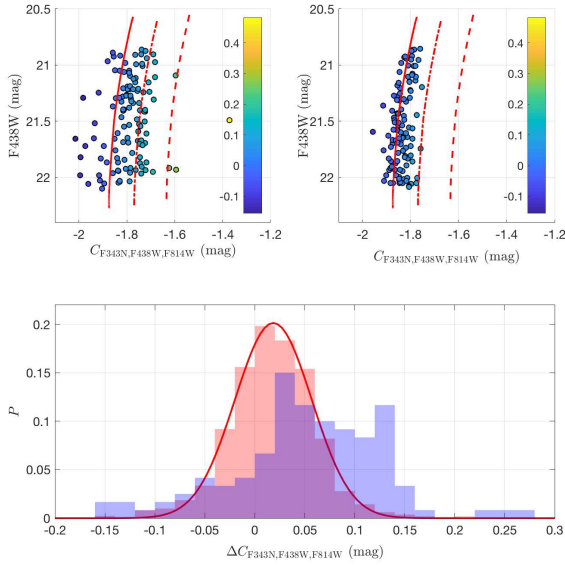 20.5
21
21.5
22
F438W (mag)
-2 -1.8 -1.6 -1.4 -1.2
C_F343N,F438W,F814W (mag)
0.4
0.3
0.2
0.1
0
-0.1
20.5
21
21.5
22
F438W (mag)
-2 -1.8 -1.6 -1.4 -1.2
C_F343N,F438W,F814W (mag)
0.4
0.3
0.2
0.1
0
-0.1
0.2
0.15
0.1
0.05
0
P
-0.2 -0.15 -0.1 -0.05 0 0.05 0.1 0.15 0.2 0.25 0.3
ΔC_F343N,F438W,F814W (mag)